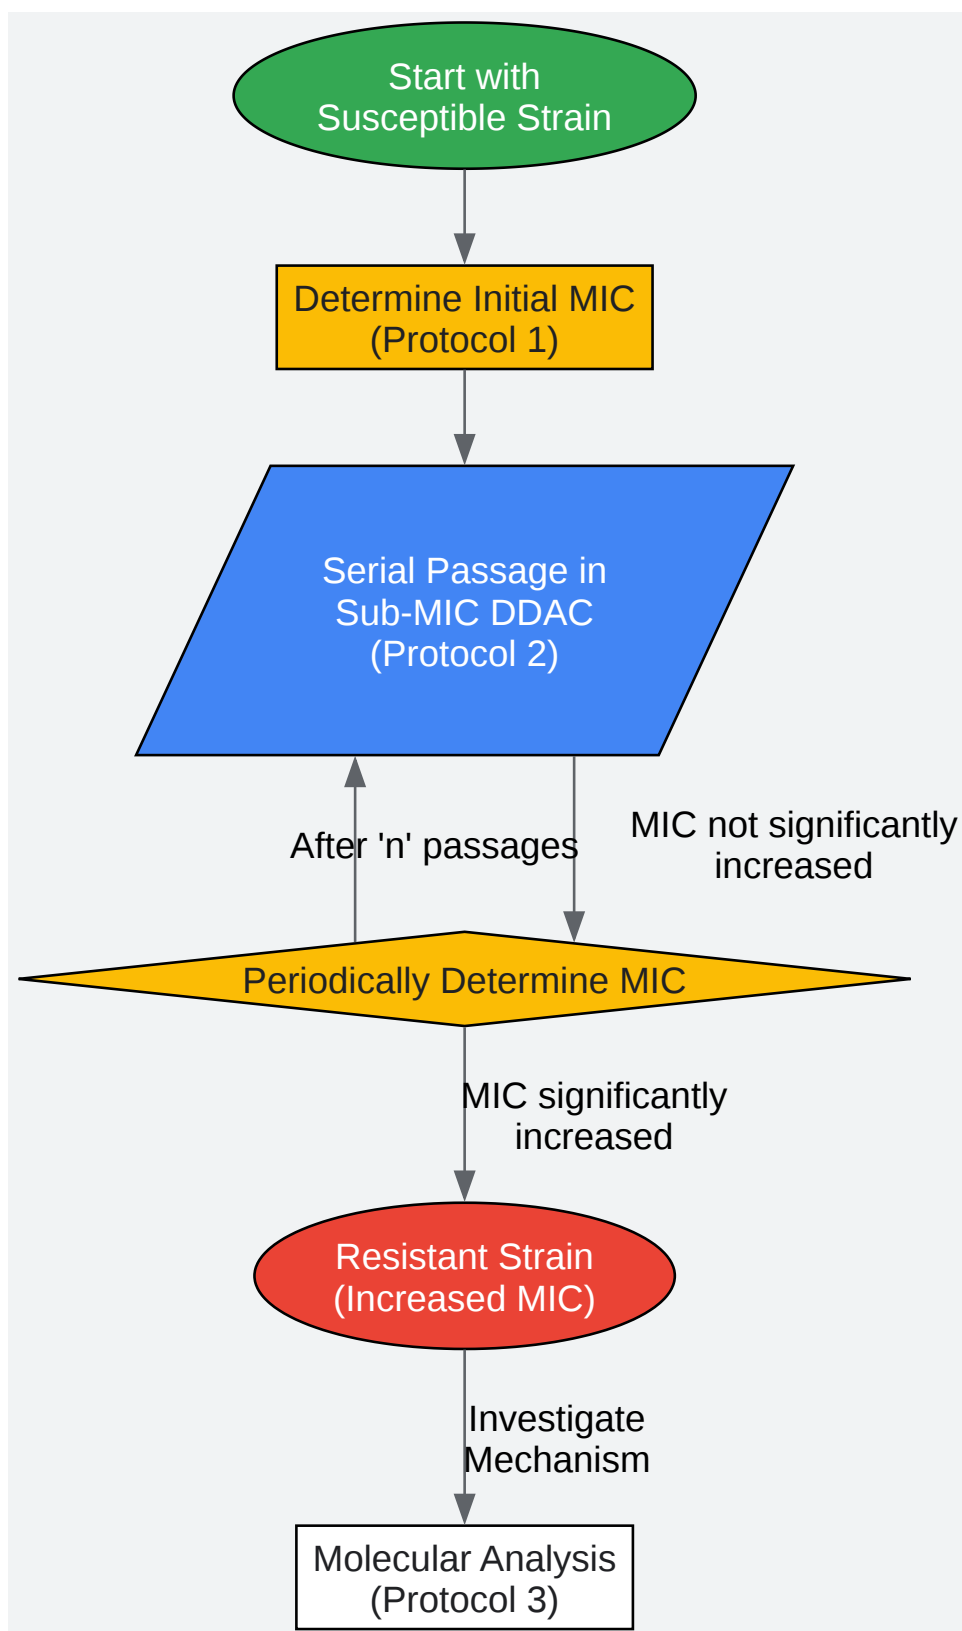 Start with
Susceptible Strain
Determine Initial MIC
(Protocol 1)
Serial Passage in
Sub-MIC DDAC
(Protocol 2)
After 'n' passages
MIC not significantly
increased
Periodically Determine MIC
MIC significantly
increased
Resistant Strain
(Increased MIC)
Investigate
Mechanism
Molecular Analysis
(Protocol 3)